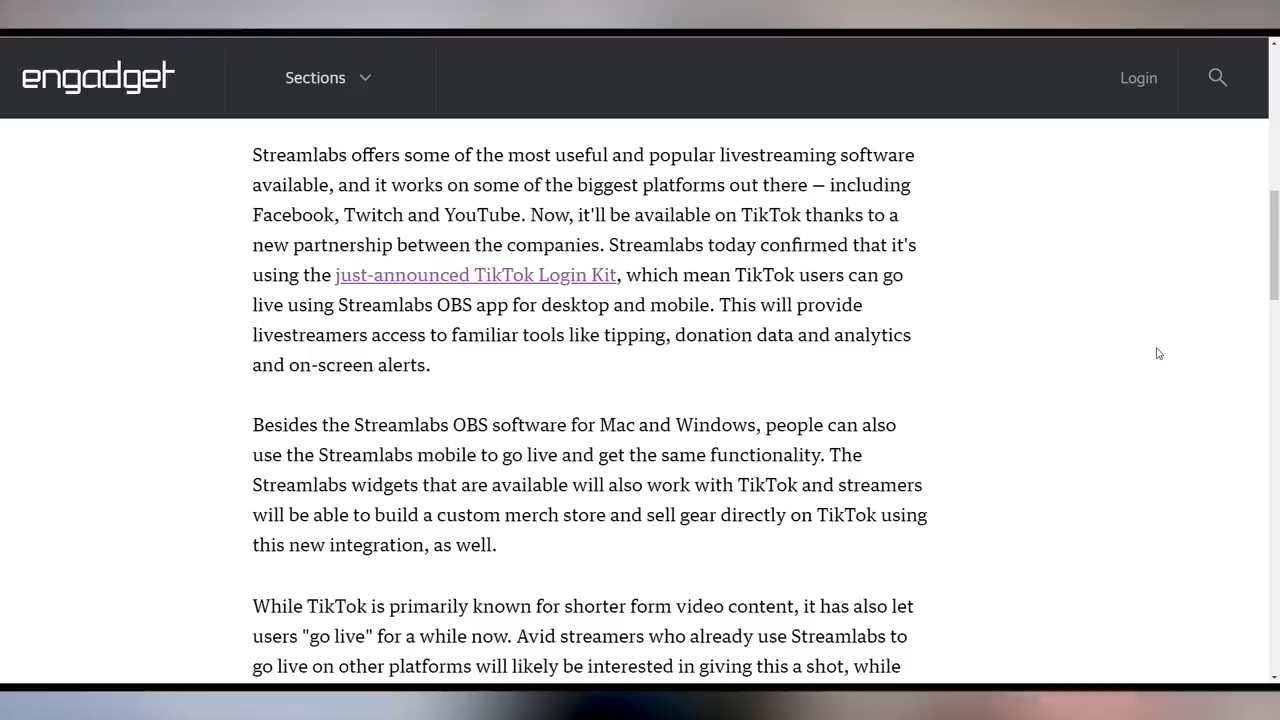 engadget
Sections
Login
Streamlabs offers some of the most useful and popular livestreaming software
available, and it works on some of the biggest platforms out there – including
Facebook, Twitch and YouTube. Now, it'll be available on TikTok thanks to a
new partnership between the companies. Streamlabs today confirmed that it's
using the just-announced TikTok Login Kit, which mean TikTok users can go
live using Streamlabs OBS app for desktop and mobile. This will provide
livestreamers access to familiar tools like tipping, donation data and analytics
and on-screen alerts.
Besides the Streamlabs OBS software for Mac and Windows, people can also
use the Streamlabs mobile to go live and get the same functionality. The
Streamlabs widgets that are available will also work with TikTok and streamers
will be able to build a custom merch store and sell gear directly on TikTok using
this new integration, as well.
While TikTok is primarily known for shorter form video content, it has also let
users "go live" for a while now. Avid streamers who already use Streamlabs to
go live on other platforms will likely be interested in giving this a shot, while